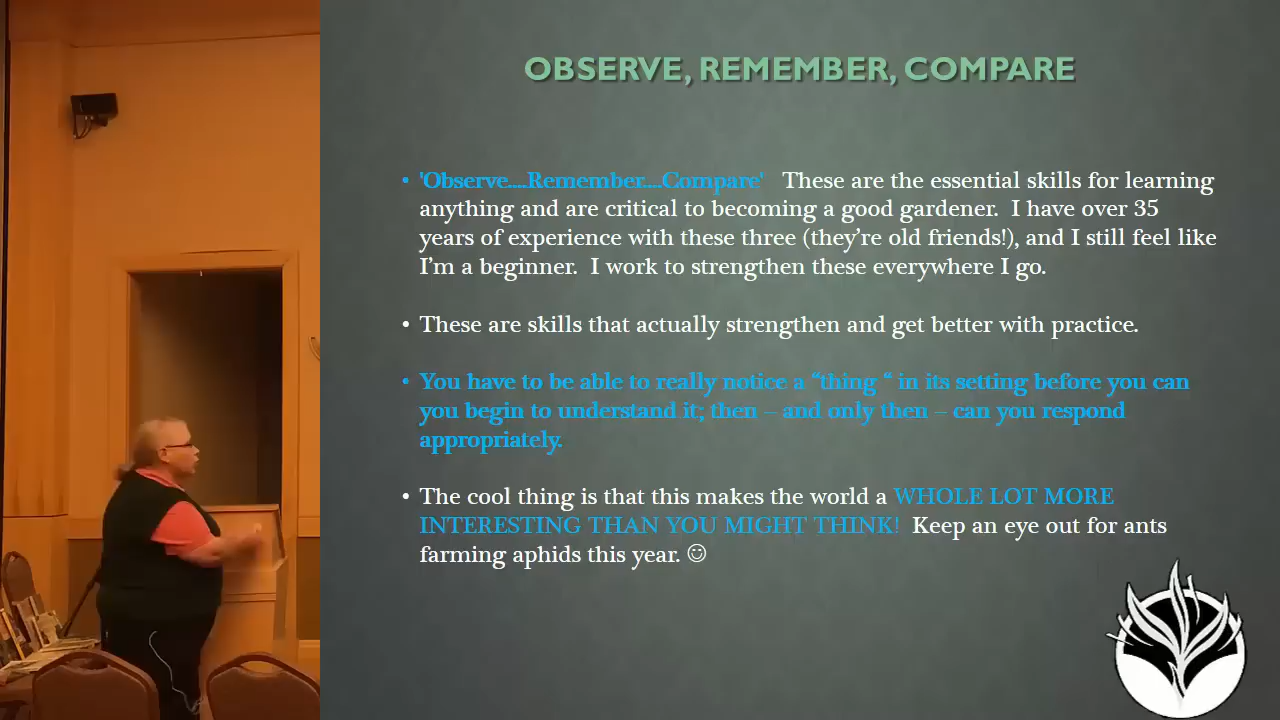 OBSERVE, REMEMBER, COMPARE
• 'Observe....Remember....Compare'  These are the essential skills for learning
anything and are critical to becoming a good gardener.  I have over 35
years of experience with these three (they're old friends!), and I still feel like
I'm a beginner.  I work to strengthen these everywhere I go.
• These are skills that actually strengthen and get better with practice.
• You have to be able to really notice a “thing “ in its setting before you can
you begin to understand it; then – and only then – can you respond
appropriately.
• The cool thing is that this makes the world a WHOLE LOT MORE
INTERESTING THAN YOU MIGHT THINK!  Keep an eye out for ants
farming aphids this year. ☺